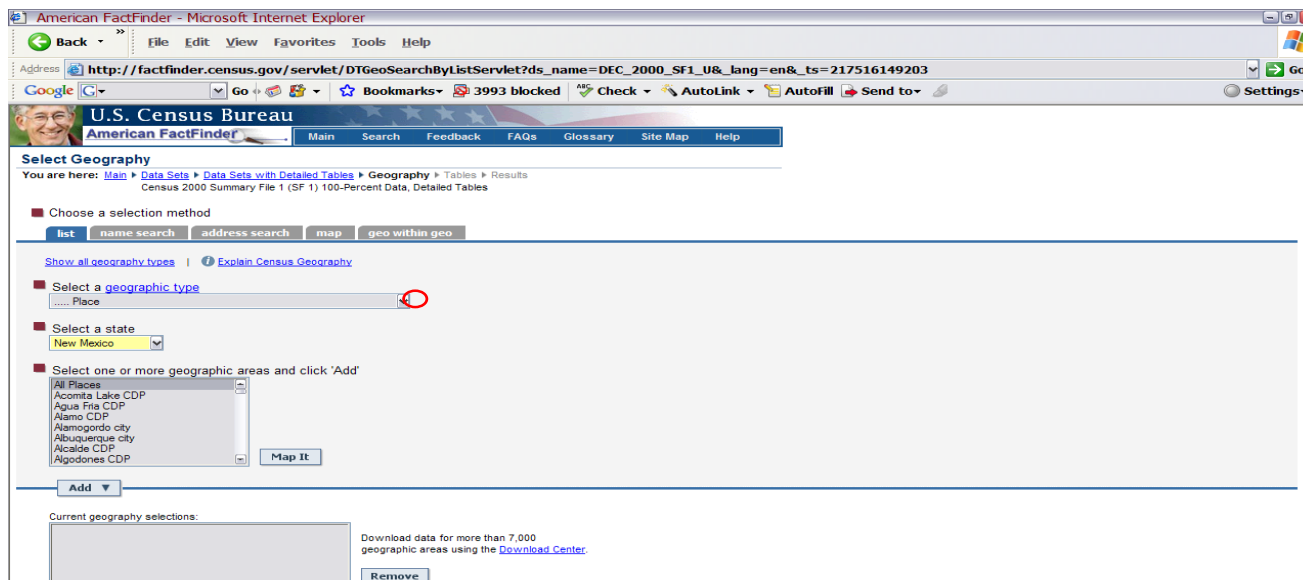 American FactFinder - Microsoft Internet Explorer
Back » File Edit View Favorites Tools Help
Address http://factfinder.census.gov/servlet/DTGeoSearchByListServlet?ds_name=DEC_2000_SF1_U&_lang=en&_ts=217516149203 Go
Google G Go Bookmarks 3993 blocked ABC Check AutoLink AutoFill Send to Settings
U.S. Census Bureau
American FactFinder Main Search Feedback FAQs Glossary Site Map Help
Select Geography
You are here: Main ▶ Data Sets ▶ Data Sets with Detailed Tables ▶ Geography ▶ Tables ▶ Results
Census 2000 Summary File 1 (SF 1) 100-Percent Data, Detailed Tables
Choose a selection method
list name search address search map geo within geo
Show all geography types | i Explain Census Geography
Select a geographic type
..... Place
Select a state
New Mexico
Select one or more geographic areas and click 'Add'
All Places
Acomita Lake CDP
Agua Fria CDP
Alamo CDP
Alamogordo city
Albuquerque city
Alcalde CDP
Algodones CDP
Map It
Add ▼
Current geography selections:
Download data for more than 7,000
geographic areas using the Download Center.
Remove